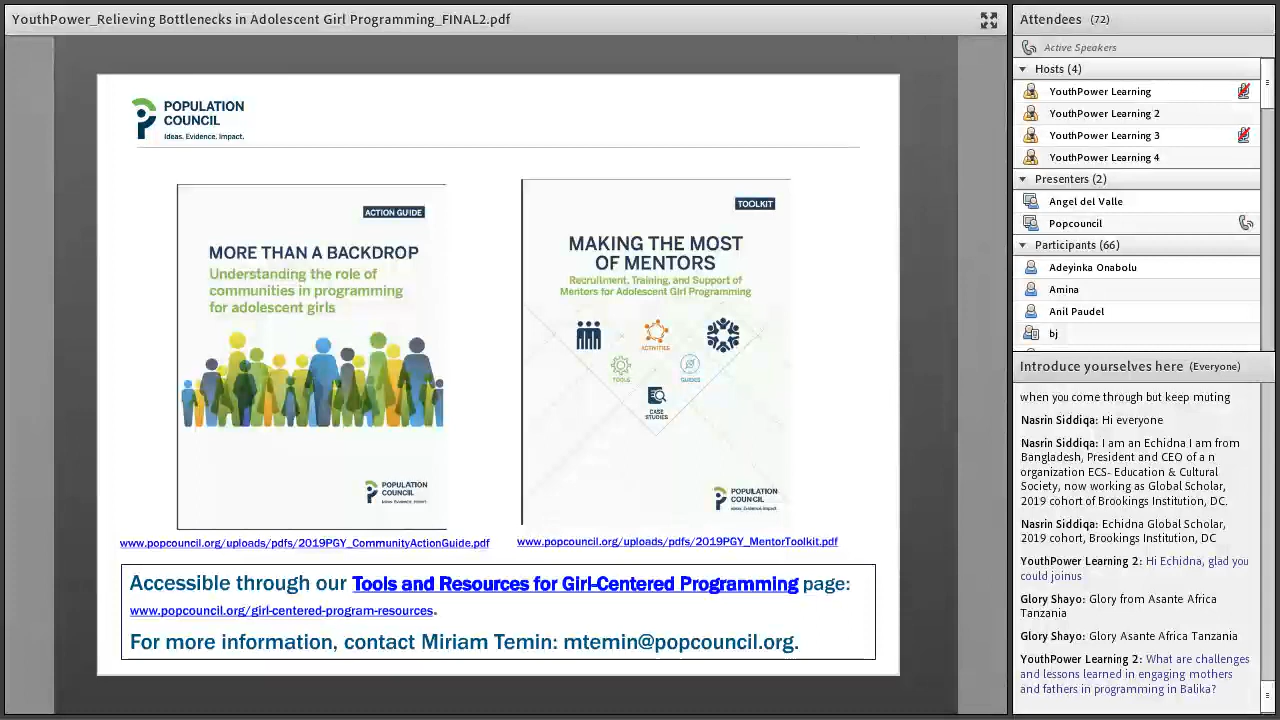 YouthPower_Relieving Bottlenecks in Adolescent Girl Programming_FINAL2.pdf
POPULATION
COUNCIL
Ideas. Evidence. Impact.
ACTION GUIDE
MORE THAN A BACKDROP
Understanding the role of
communities in programming
for adolescent girls
POPULATION
COUNCIL
Ideas. Evidence. Impact.
www.popcouncil.org/uploads/pdfs/2019PGY_CommunityActionGuide.pdf
TOOLKIT
MAKING THE MOST
OF MENTORS
Recruitment, Training, and Support of
Mentors for Adolescent Girl Programming
ACTIVITIES
TOOLS
GUIDES
CASE
STUDIES
POPULATION
COUNCIL
Ideas. Evidence. Impact.
www.popcouncil.org/uploads/pdfs/2019PGY_MentorToolkit.pdf
Accessible through our Tools and Resources for Girl-Centered Programming page:
www.popcouncil.org/girl-centered-program-resources.
For more information, contact Miriam Temin: mtemin@popcouncil.org.
Attendees (72)
Active Speakers
Hosts (4)
YouthPower Learning
YouthPower Learning 2
YouthPower Learning 3
YouthPower Learning 4
Presenters (2)
Angel del Valle
Popcouncil
Participants (66)
Adeyinka Onabolu
Amina
Anil Paudel
bj
Introduce yourselves here (Everyone)
when you come through but keep muting
Nasrin Siddiqa: Hi everyone
Nasrin Siddiqa: I am an Echidna I am from
Bangladesh, President and CEO of a n
organization ECS- Education & Cultural
Society, now working as Global Scholar,
2019 cohort of Brookings Institution, DC.
Nasrin Siddiqa: Echidna Global Scholar,
2019 cohort, Brookings Institution, DC
YouthPower Learning 2: Hi Echidna, glad you
could joinus
Glory Shayo: Glory from Asante Africa
Tanzania
Glory Shayo: Glory Asante Africa Tanzania
YouthPower Learning 2: What are challenges
and lessons learned in engaging mothers
and fathers in programming in Balika?